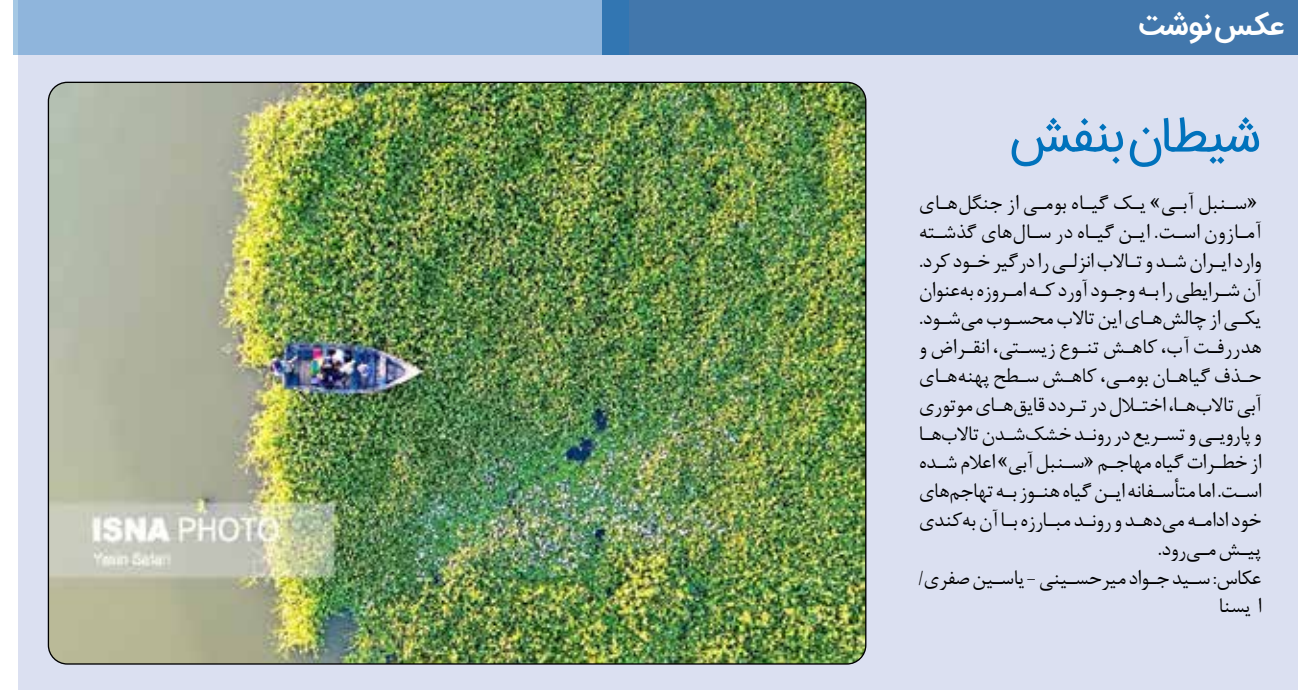 عکس‌نوشت
شیطان بنفش
«سنبل آبی» یک گیاه بومی از جنگل‌های
آمازون است. این گیاه در سال‌های گذشته
وارد ایران شد و تالاب انزلی را درگیر خود کرد.
آن شرایطی را به وجود آورد که امروزه به‌عنوان
یکی از چالش‌های این تالاب محسوب می‌شود.
هدررفت آب، کاهش تنوع زیستی، انقراض و
حذف گیاهان بومی، کاهش سطح پهنه‌های
آبی تالاب‌ها، اختلال در تردد قایق‌های موتوری
و پارویی و تسریع در روند خشک‌شدن تالاب‌ها
از خطرات گیاه مهاجم «سنبل آبی» اعلام شده
است. اما متأسفانه این گیاه هنوز به تهاجم‌های
خود ادامه می‌دهد و روند مبارزه با آن به‌کندی
پیش می‌رود.
عکاس: سید جواد میرحسینی - یاسین صفری/
ا یسنا
ISNA PHOTO